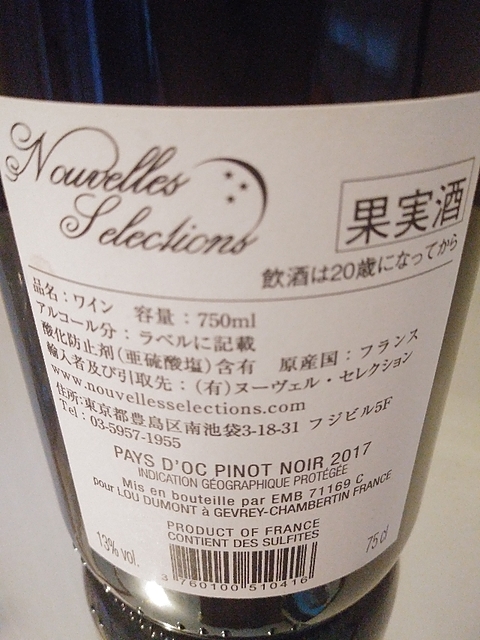 Nouvelles
Selections
果実酒
飲酒は20歳になってから
品名：ワイン 容量：750ml
アルコール分：ラベルに記載
酸化防止剤(亜硫酸塩)含有 原産国：フランス
輸入者及び引取先：(有)ヌーヴェル・セレクション
www.nouvellesselections.com
住所:東京都豊島区南池袋3-18-31 フジビル5F
Tel：03-5957-1955
PAYS D'OC PINOT NOIR 2017
INDICATION GÉOGRAPHIQUE PROTÉGÉE
Mis en bouteille par EMB 71169 C
pour LOU DUMONT à GEVREY-CHAMBERTIN FRANCE
PRODUCT OF FRANCE
CONTIENT DES SULFITES
13% vol.
75 cl
3 760100 510416